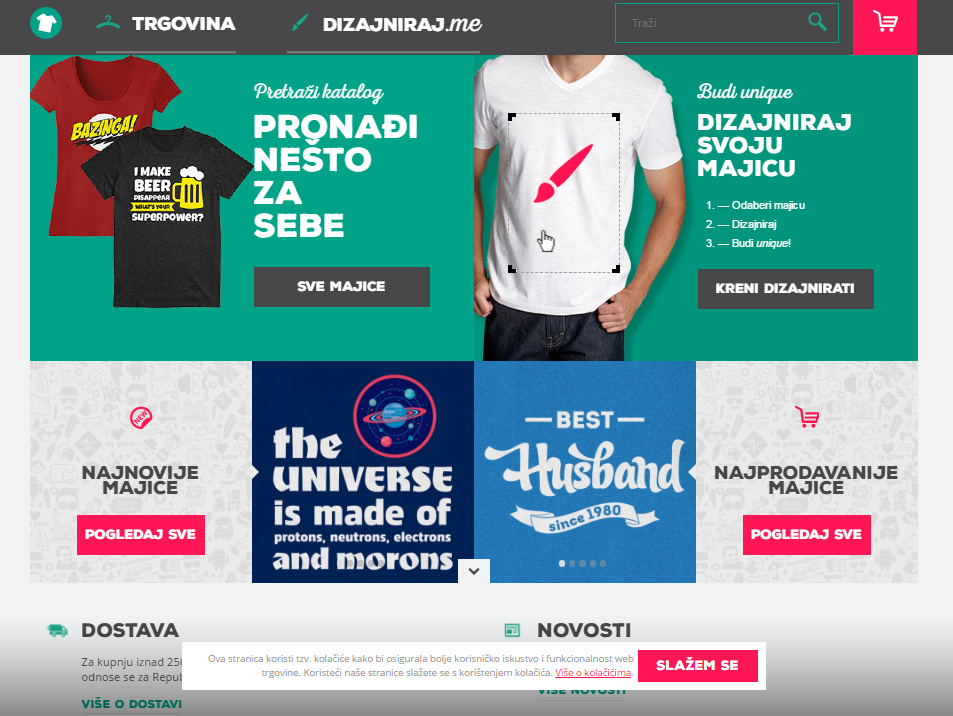 TRGOVINA
DIZAJNIRAJ.me
Traži
Pretraži katalog
PRONAĐI
NEŠTO
ZA
SEBE
SVE MAJICE
BAZINGA!
I MAKE
BEER
DISAPPEAR
WHAT'S YOUR
SUPERPOWER?
Budi unique
DIZAJNIRAJ
SVOJU
MAJICU
1. — Odaberi majicu
2. — Dizajniraj
3. — Budi unique!
KRENI DIZAJNIRATI
NEW
NAJNOVIJE
MAJICE
POGLEDAJ SVE
the
UNIVERSE
is made of
protons, neutrons, electrons
and morons
BEST
Husband
since 1980
NAJPRODAVANIJE
MAJICE
POGLEDAJ SVE
DOSTAVA
Za kupnju iznad 250
odnose se za Repub
VIŠE O DOSTAVI
NOVOSTI
VIŠE NOVOSTI
Ova stranica koristi tzv. kolačiće kako bi osigurala bolje korisničko iskustvo i funkcionalnost web
trgovine. Koristeći naše stranice slažete se s korištenjem kolačića. Više o kolačićima.
SLAŽEM SE